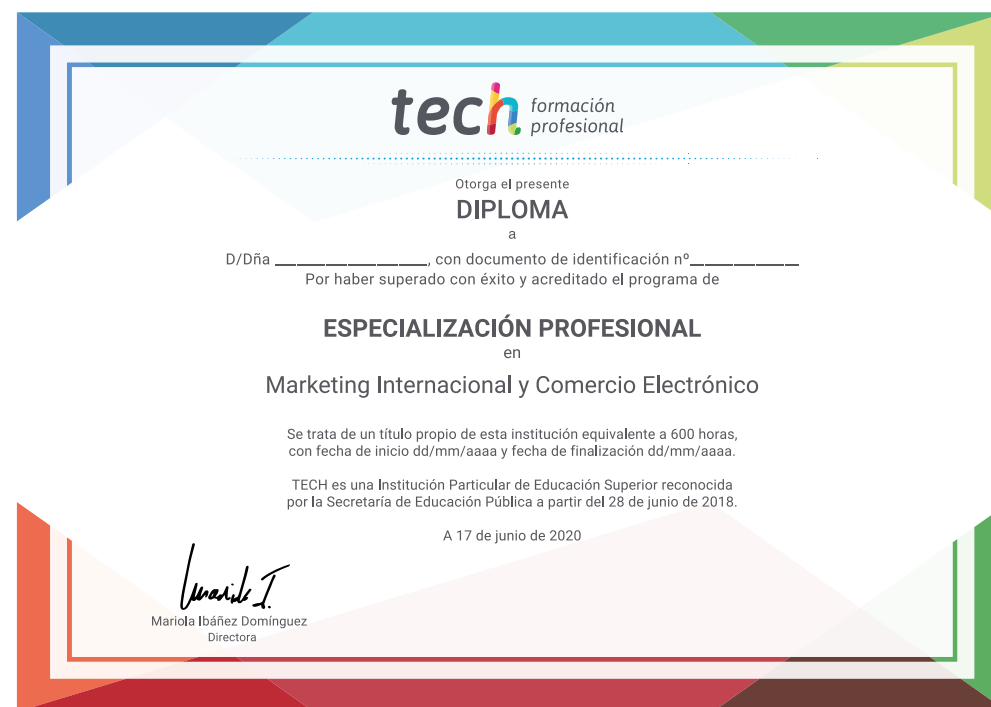 tech formación
profesional
Otorga el presente
DIPLOMA
a
D/Dña ____________________, con documento de identificación nº______________
Por haber superado con éxito y acreditado el programa de
ESPECIALIZACIÓN PROFESIONAL
en
Marketing Internacional y Comercio Electrónico
Se trata de un título propio de esta institución equivalente a 600 horas,
con fecha de inicio dd/mm/aaaa y fecha de finalización dd/mm/aaaa.
TECH es una Institución Particular de Educación Superior reconocida
por la Secretaría de Educación Pública a partir del 28 de junio de 2018.
A 17 de junio de 2020
Mariola I.
Mariola Ibáñez Domínguez
Directora